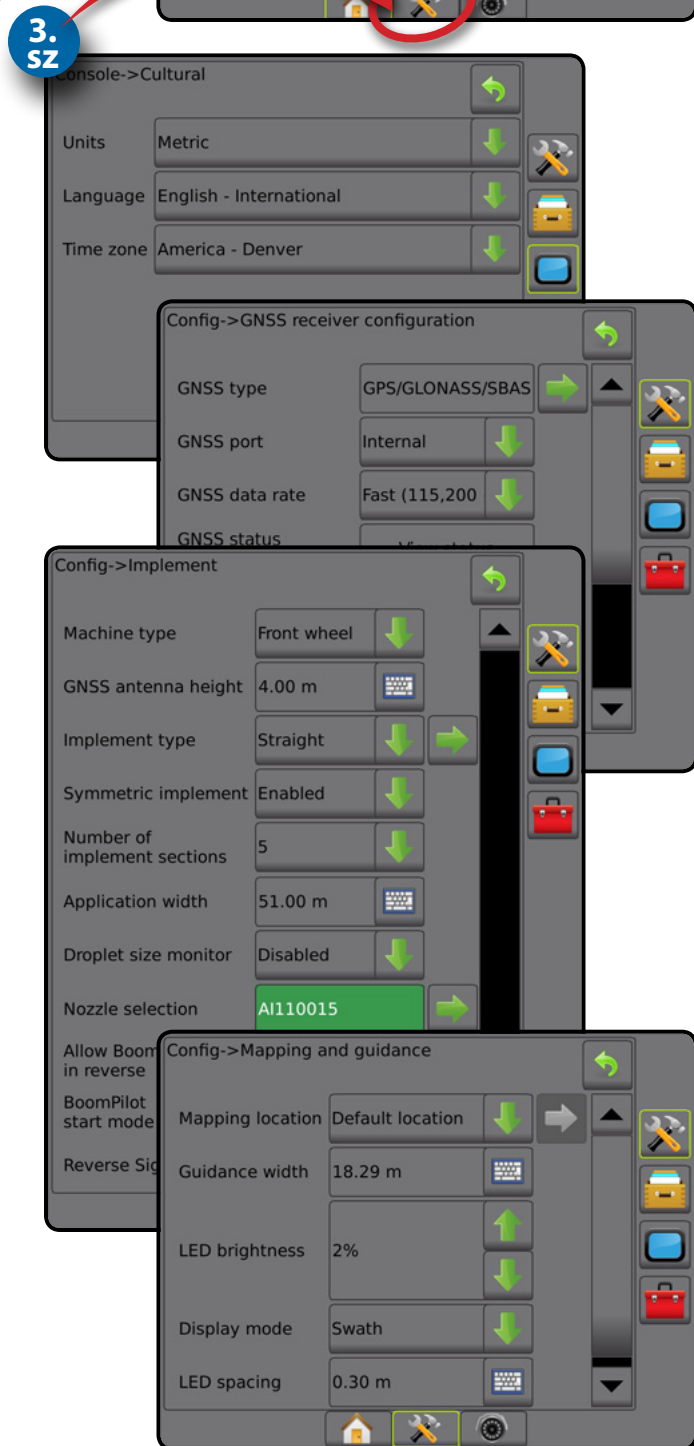 3.
sz
Console->Cultural
Units Metric
Language English - International
Time zone America - Denver
Config->GNSS receiver configuration
GNSS type GPS/GLONASS/SBAS
GNSS port Internal
GNSS data rate Fast (115,200
GNSS status
Config->Implement
Machine type Front wheel
GNSS antenna height 4.00 m
Implement type Straight
Symmetric implement Enabled
Number of
implement sections 5
Application width 51.00 m
Droplet size monitor Disabled
Nozzle selection AI110015
Allow Boom
in reverse
BoomPilot
start mode
Reverse Sig
Config->Mapping and guidance
Mapping location Default location
Guidance width 18.29 m
LED brightness 2%
Display mode Swath
LED spacing 0.30 m